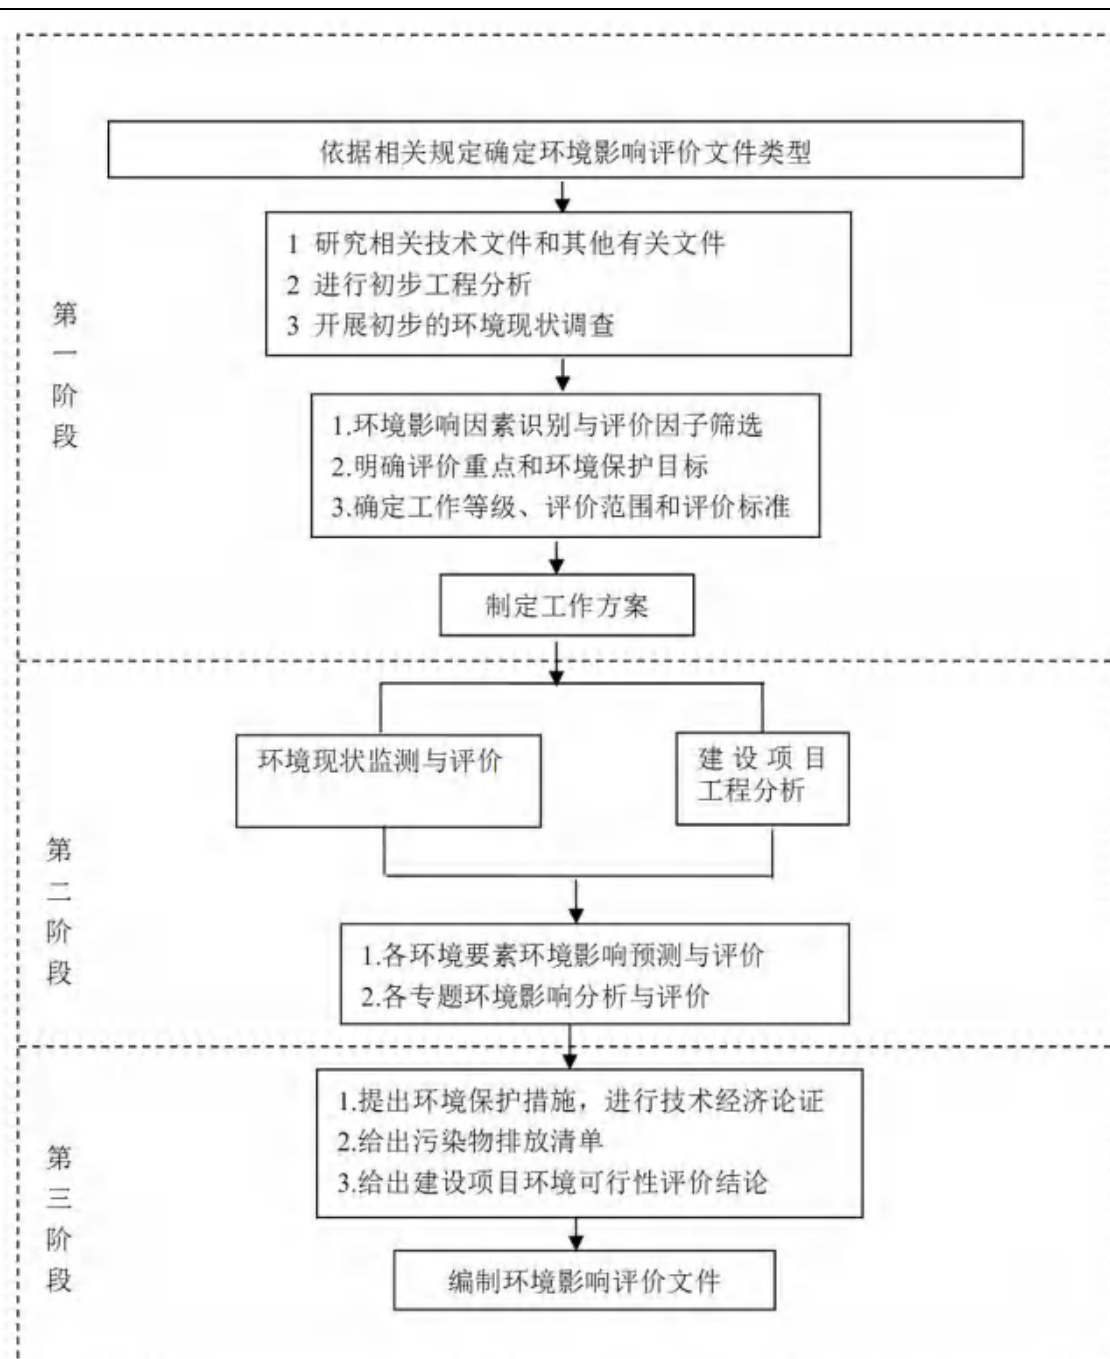 依据相关规定确定环境影响评价文件类型
1 研究相关技术文件和其他有关文件
2 进行初步工程分析
3 开展初步的环境现状调查
第
一
阶
段
1.环境影响因素识别与评价因子筛选
2.明确评价重点和环境保护目标
3.确定工作等级、评价范围和评价标准
制定工作方案
环境现状监测与评价
建设项目
工程分析
第
二
阶
段
1.各环境要素环境影响预测与评价
2.各专题环境影响分析与评价
1.提出环境保护措施，进行技术经济论证
2.给出污染物排放清单
3.给出建设项目环境可行性评价结论
第
三
阶
段
编制环境影响评价文件